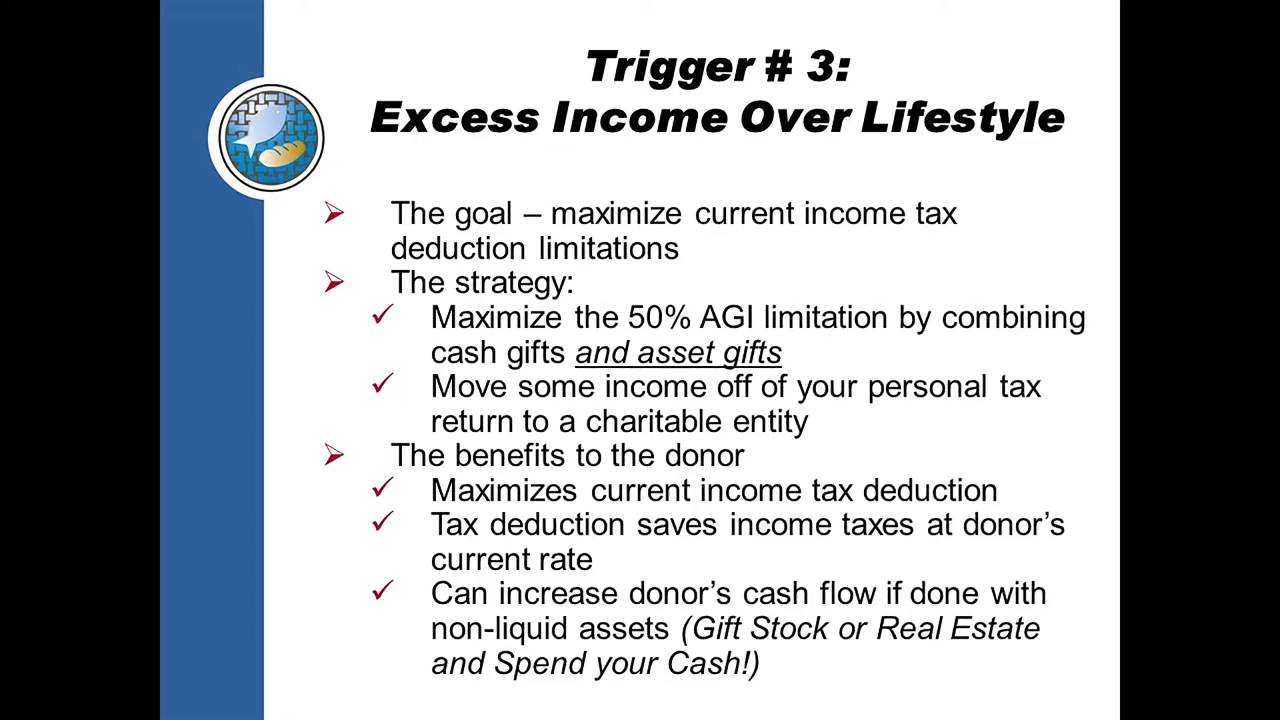 Trigger # 3:
Excess Income Over Lifestyle
➢ The goal – maximize current income tax
deduction limitations
➢ The strategy:
✓ Maximize the 50% AGI limitation by combining
cash gifts and asset gifts
✓ Move some income off of your personal tax
return to a charitable entity
➢ The benefits to the donor
✓ Maximizes current income tax deduction
✓ Tax deduction saves income taxes at donor’s
current rate
✓ Can increase donor’s cash flow if done with
non-liquid assets (Gift Stock or Real Estate
and Spend your Cash!)